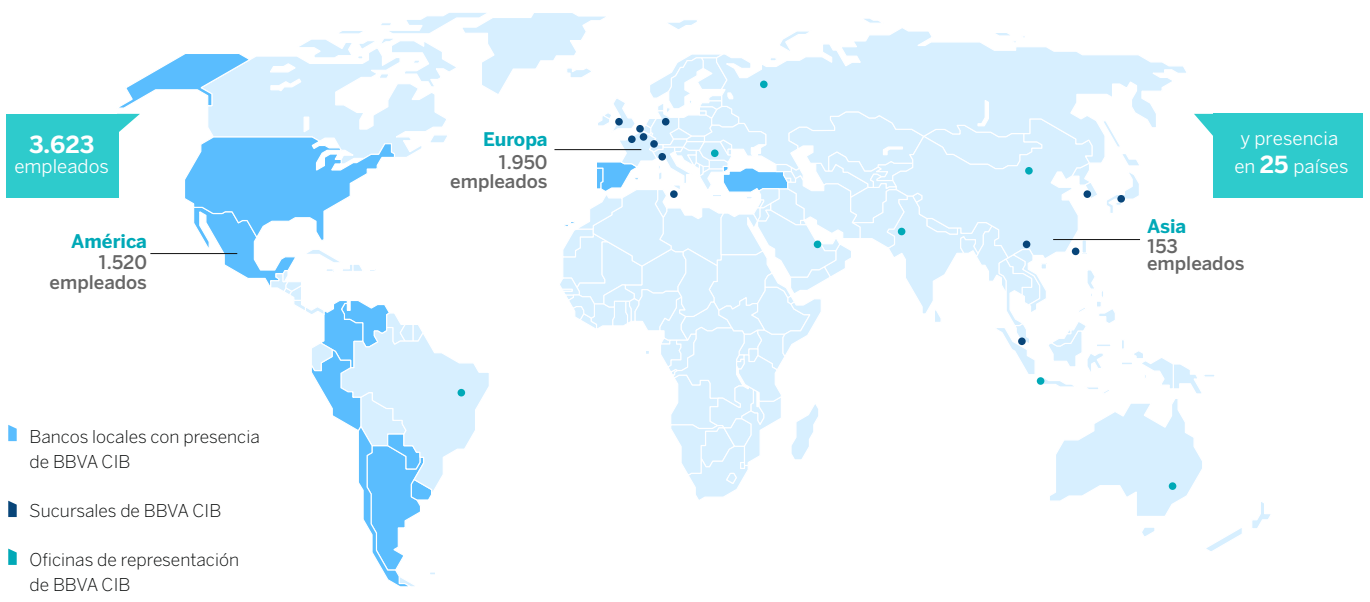 3.623
empleados
América
1.520
empleados
Europa
1.950
empleados
y presencia
en 25 países
Asia
153
empleados
Bancos locales con presencia
de BBVA CIB
Sucursales de BBVA CIB
Oficinas de representación
de BBVA CIB